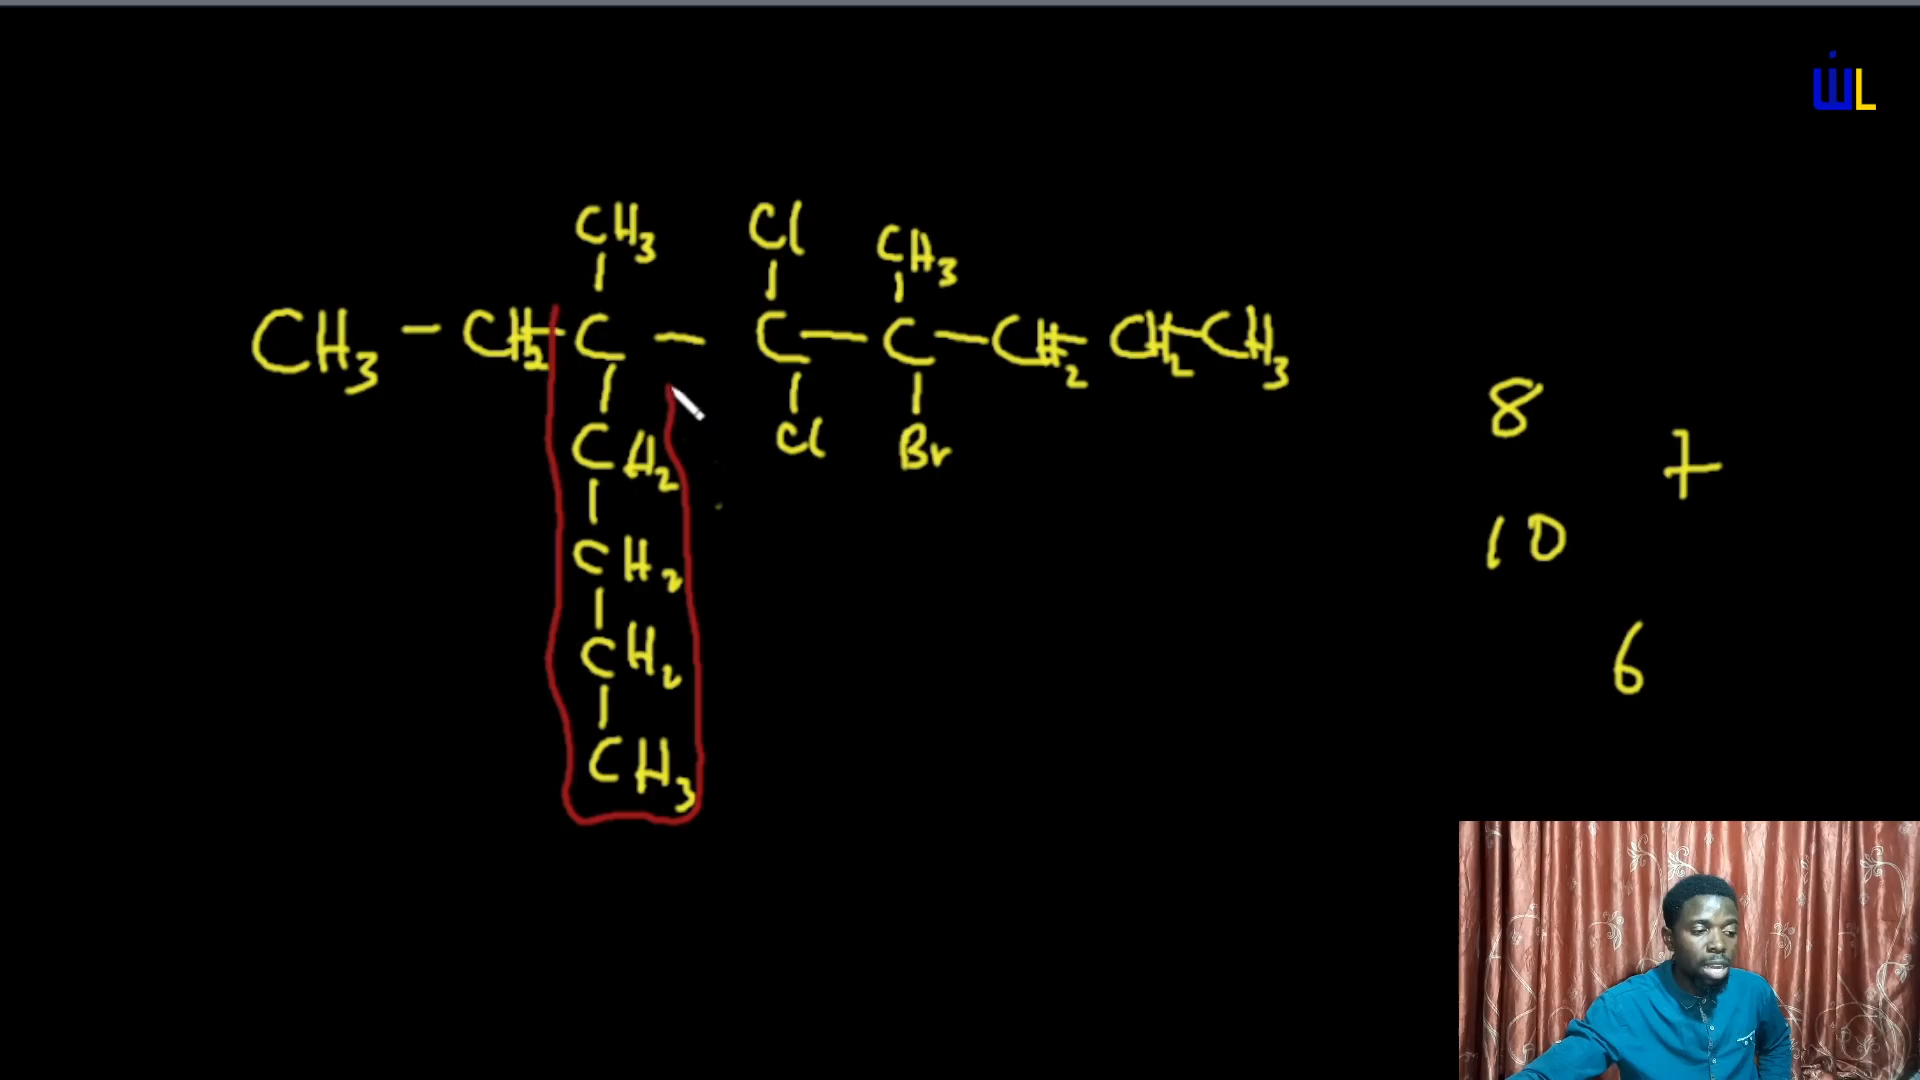 WL
CH3 Cl CH3
CH3 - CH2 - C - C - C - CH2 - CH2 - CH3
CH2 Cl Br
CH2
CH2
CH3
8
7
10
6